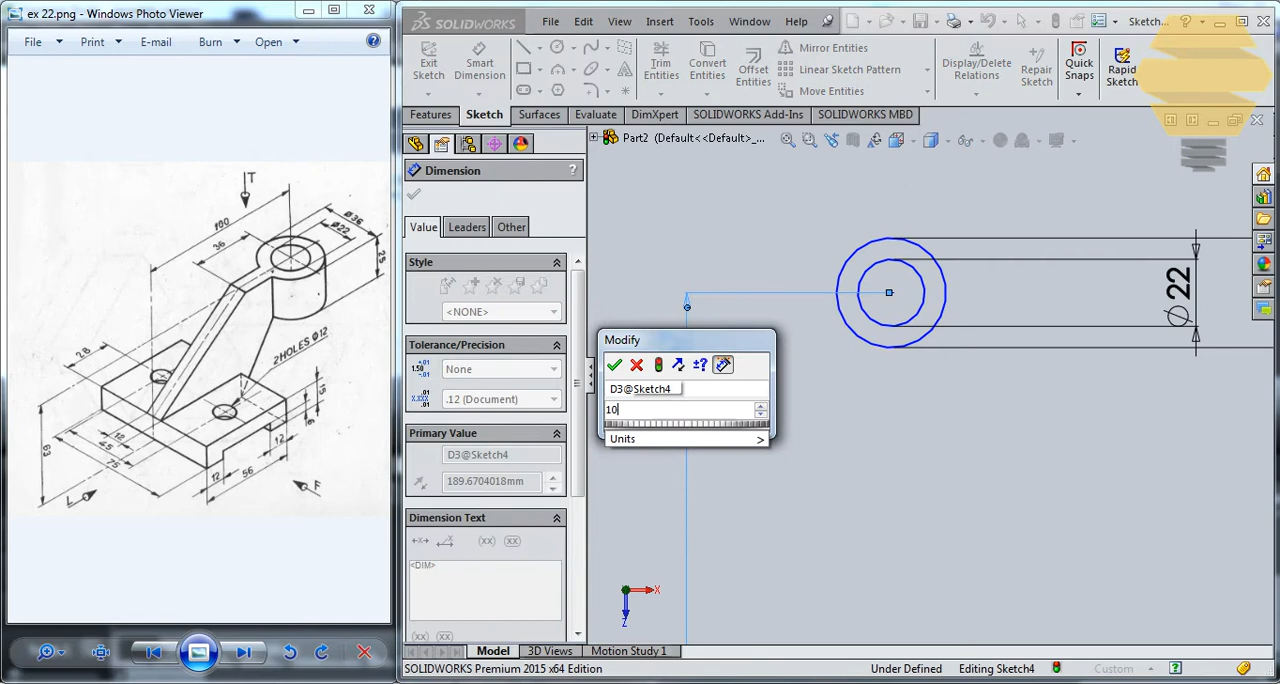 ex 22.png - Windows Photo Viewer
File Print E-mail Burn Open
T
100
36
Ø36
Ø22
25
28
2HOLES Ø12
15
6
63
12
45
75
12
12
56
L
F
SOLIDWORKS File Edit View Insert Tools Window Help Sketch...
Exit Sketch
Smart Dimension
Trim Entities
Convert Entities
Offset Entities
Mirror Entities
Linear Sketch Pattern
Move Entities
Display/Delete Relations
Repair Sketch
Quick Snaps
Rapid Sketch
Features Sketch Surfaces Evaluate DimXpert SOLIDWORKS Add-Ins SOLIDWORKS MBD
Part2 (Default<<Default>_...
Dimension ?
Value Leaders Other
Style
<NONE>
Tolerance/Precision
None
.12 (Document)
Primary Value
D3@Sketch4
189.6704018mm
Dimension Text
<DIM>
Modify
D3@Sketch4
10
Units >
Ø 22
X
Z
Model 3D Views Motion Study 1
SOLIDWORKS Premium 2015 x64 Edition Under Defined Editing Sketch4 Custom